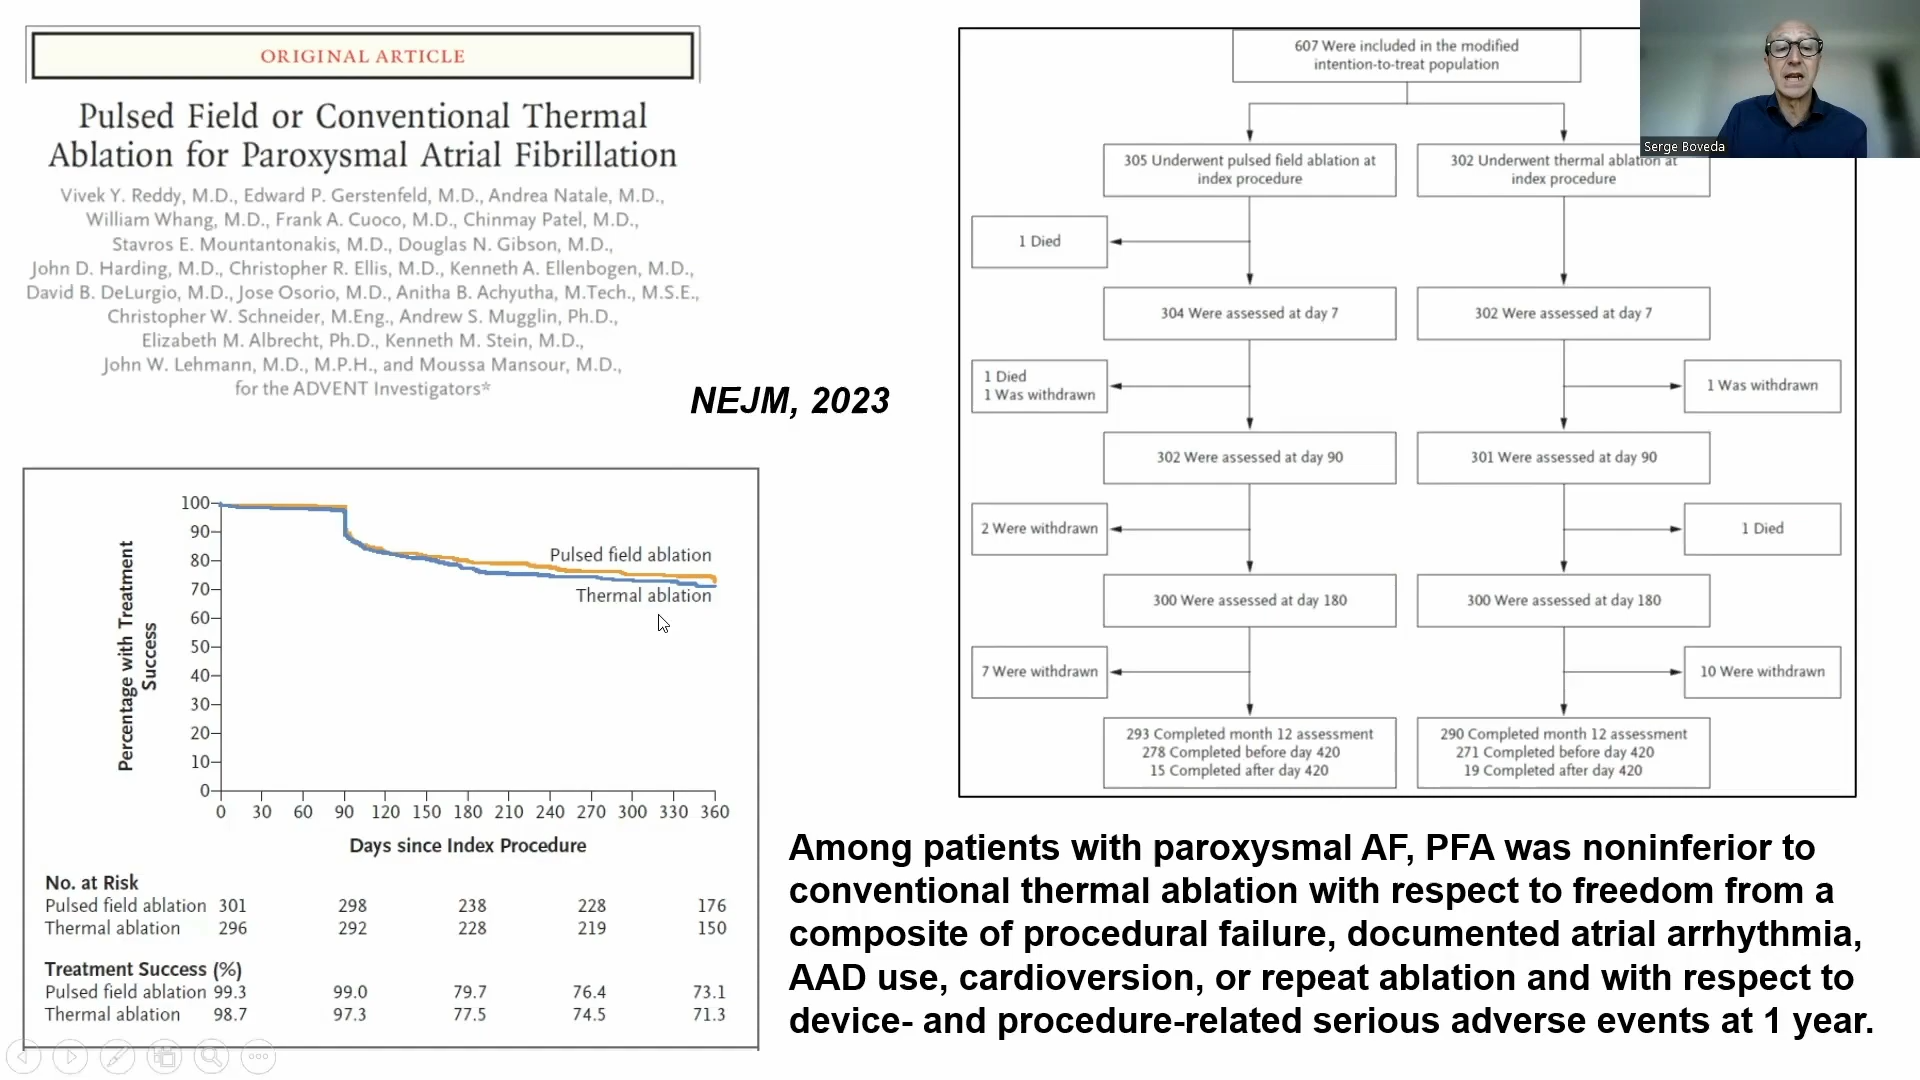 ORIGINAL ARTICLE
Pulsed Field or Conventional Thermal
Ablation for Paroxysmal Atrial Fibrillation
Vivek Y. Reddy, M.D., Edward P. Gerstenfeld, M.D., Andrea Natale, M.D.,
William Whang, M.D., Frank A. Cuoco, M.D., Chinmay Patel, M.D.,
Stavros E. Mountantonakis, M.D., Douglas N. Gibson, M.D.,
John D. Harding, M.D., Christopher R. Ellis, M.D., Kenneth A. Ellenbogen, M.D.,
David B. DeLurgio, M.D., Jose Osorio, M.D., Anitha B. Achyutha, M.Tech., M.S.E.,
Christopher W. Schneider, M.Eng., Andrew S. Mugglin, Ph.D.,
Elizabeth M. Albrecht, Ph.D., Kenneth M. Stein, M.D.,
John W. Lehmann, M.D., M.P.H., and Moussa Mansour, M.D.,
for the ADVENT Investigators*
NEJM, 2023
Percentage with Treatment
Success
100
90
80
70
60
50
40
30
20
10
0
Pulsed field ablation
Thermal ablation
0 30 60 90 120 150 180 210 240 270 300 330 360
Days since Index Procedure
No. at Risk
Pulsed field ablation 301 298 238 228 176
Thermal ablation 296 292 228 219 150
Treatment Success (%)
Pulsed field ablation 99.3 99.0 79.7 76.4 73.1
Thermal ablation 98.7 97.3 77.5 74.5 71.3
607 Were included in the modified
intention-to-treat population
305 Underwent pulsed field ablation at
index procedure
302 Underwent thermal ablation at
index procedure
1 Died
304 Were assessed at day 7
302 Were assessed at day 7
1 Died
1 Was withdrawn
1 Was withdrawn
302 Were assessed at day 90
301 Were assessed at day 90
2 Were withdrawn
1 Died
300 Were assessed at day 180
300 Were assessed at day 180
7 Were withdrawn
10 Were withdrawn
293 Completed month 12 assessment
278 Completed before day 420
15 Completed after day 420
290 Completed month 12 assessment
271 Completed before day 420
19 Completed after day 420
Serge Boveda
Among patients with paroxysmal AF, PFA was noninferior to
conventional thermal ablation with respect to freedom from a
composite of procedural failure, documented atrial arrhythmia,
AAD use, cardioversion, or repeat ablation and with respect to
device- and procedure-related serious adverse events at 1 year.